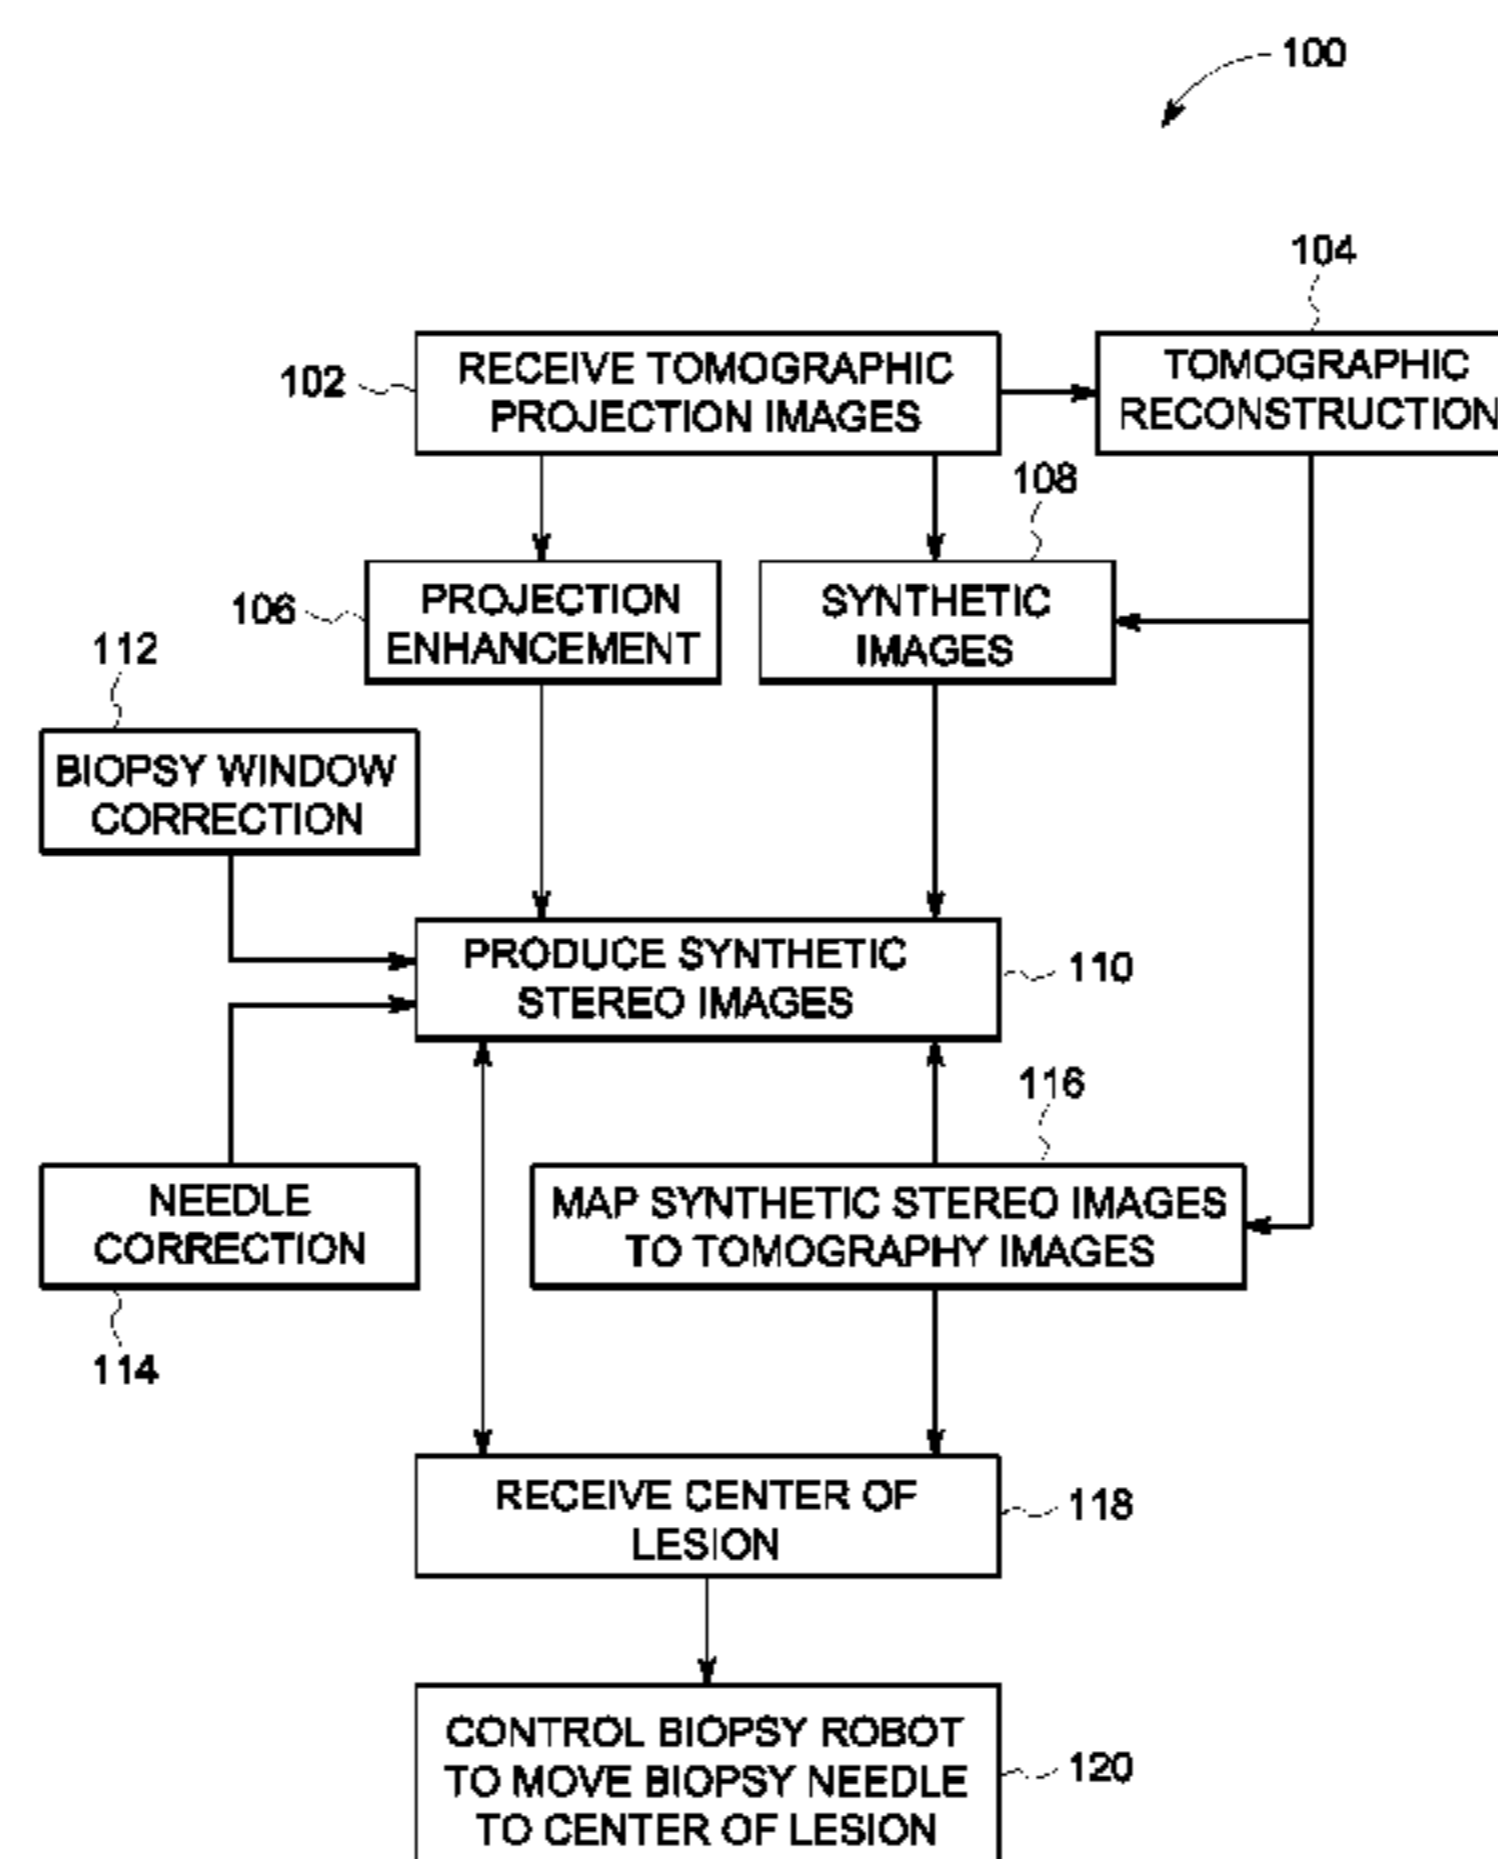 100
104
102
RECEIVE TOMOGRAPHIC
PROJECTION IMAGES
TOMOGRAPHIC
RECONSTRUCTION
108
106
PROJECTION
ENHANCEMENT
SYNTHETIC
IMAGES
112
BIOPSY WINDOW
CORRECTION
PRODUCE SYNTHETIC
STEREO IMAGES
110
116
NEEDLE
CORRECTION
MAP SYNTHETIC STEREO IMAGES
TO TOMOGRAPHY IMAGES
114
RECEIVE CENTER OF
LESION
118
CONTROL BIOPSY ROBOT
TO MOVE BIOPSY NEEDLE
TO CENTER OF LESION
120